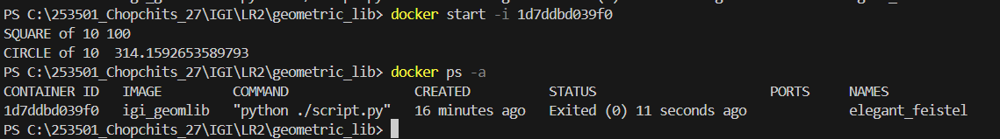 PS C:\253501_Chopchits_27\IGI\LR2\geometric_lib> docker start -i 1d7ddbd039f0
SQUARE of 10 100
CIRCLE of 10  314.1592653589793
PS C:\253501_Chopchits_27\IGI\LR2\geometric_lib> docker ps -a
CONTAINER ID   IMAGE         COMMAND                CREATED          STATUS                      PORTS     NAMES
1d7ddbd039f0   igi_geomlib   "python ./script.py"   16 minutes ago   Exited (0) 11 seconds ago             elegant_feistel
PS C:\253501_Chopchits_27\IGI\LR2\geometric_lib>